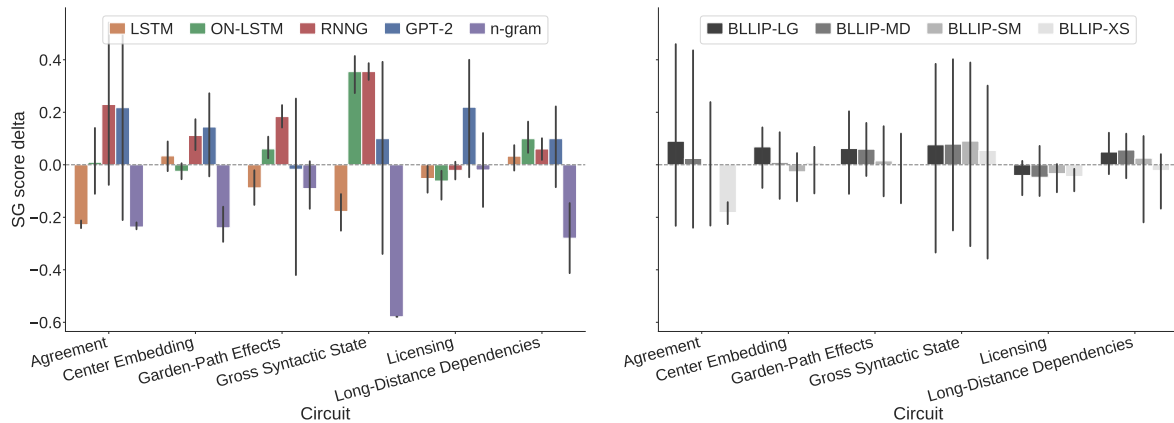 LSTM ON-LSTM RNNG GPT-2 n-gram
SG score delta
0.4
0.2
0.0
−0.2
−0.4
−0.6
Agreement
Center Embedding
Garden-Path Effects
Gross Syntactic State
Licensing
Long-Distance Dependencies
Circuit
BLLIP-LG BLLIP-MD BLLIP-SM BLLIP-XS
Agreement
Center Embedding
Garden-Path Effects
Gross Syntactic State
Licensing
Long-Distance Dependencies
Circuit